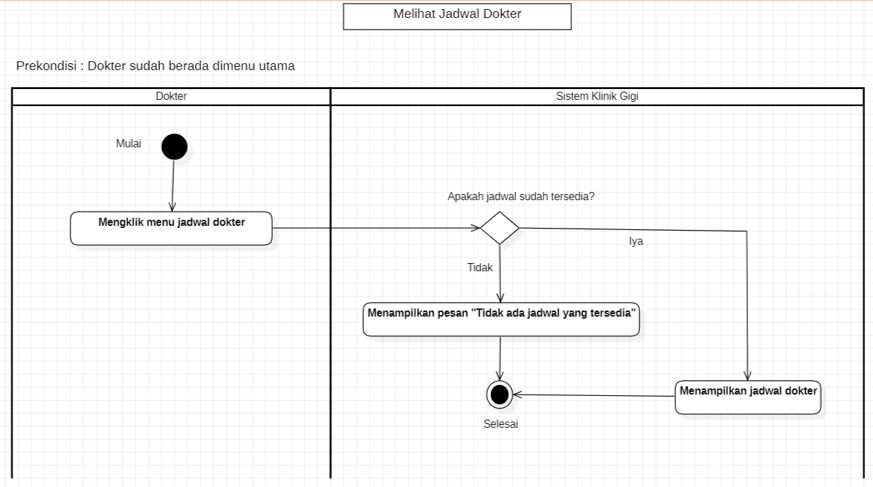 Melihat Jadwal Dokter
Prekondisi : Dokter sudah berada dimenu utama
Dokter
Sistem Klinik Gigi
Mulai
Mengklik menu jadwal dokter
Apakah jadwal sudah tersedia?
Iya
Tidak
Menampilkan pesan "Tidak ada jadwal yang tersedia"
Menampilkan jadwal dokter
Selesai